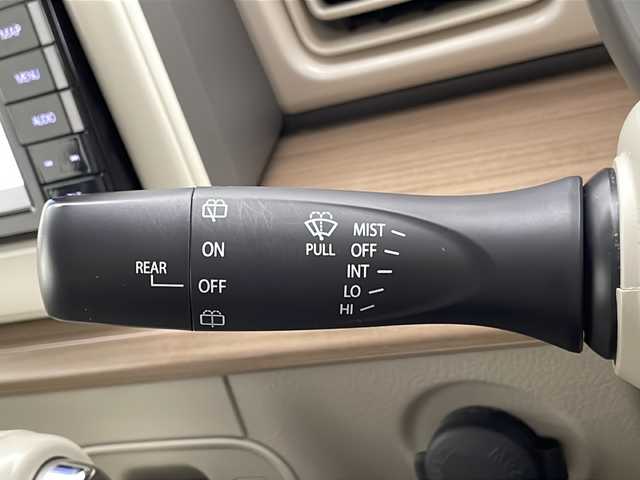 MAP
MENU
AUDIO
ON
REAR
OFF
PULL
MIST
OFF
INT
LO
HI